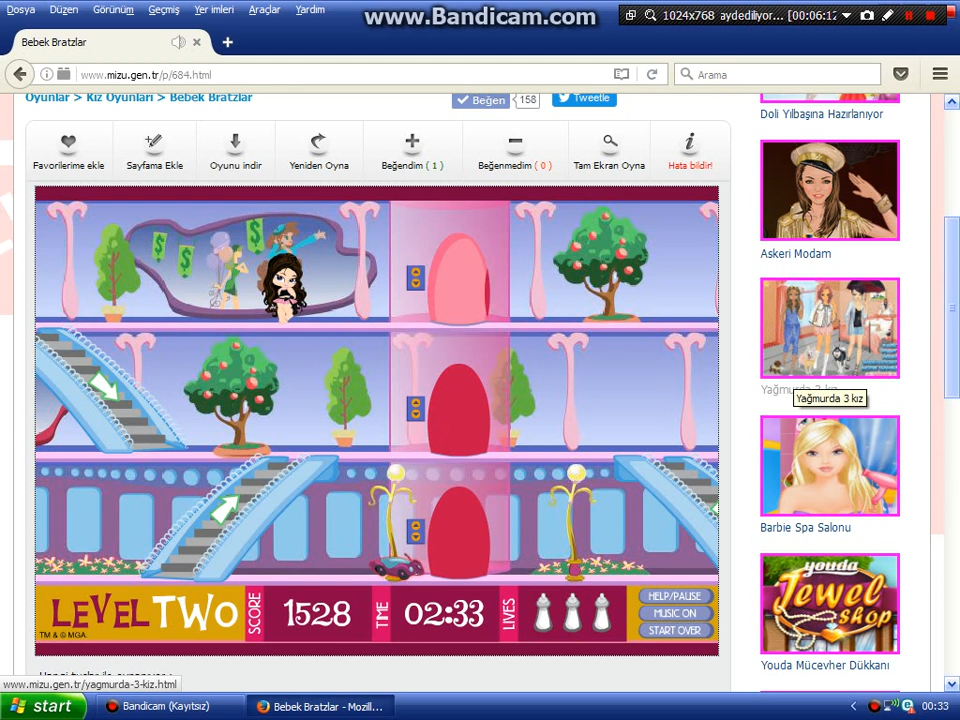 Dosya Düzen Görünüm Geçmiş Yer imleri Araçlar Yardım
www.Bandicam.com
1024x768 aydediliyor... [00:06:12
Bebek Bratzlar
www.mizu.gen.tr/p/684.html
Arama
Oyunlar > Kız Oyunları > Bebek Bratzlar
Beğen 158
Tweetle
Favorilerime ekle
Sayfama Ekle
Oyunu indir
Yeniden Oyna
Beğendim ( 1 )
Beğenmedim ( 0 )
Tam Ekran Oyna
Hata bildir!
Doli Yılbaşına Hazırlanıyor
Askeri Modam
Yağmurda 3 kız
Yağmurda 3 kız
Barbie Spa Salonu
youda
Jewel
shop
Youda Mücevher Dükkanı
$ $ $
LEVEL TWO
TM & © MGA.
SCORE
1528
TIME
02:33
LIVES
HELP/PAUSE
MUSIC ON
START OVER
www.mizu.gen.tr/yagmurda-3-kiz.html
start
Bandicam (Kayıtsız)
Bebek Bratzlar - Mozill...
00:33